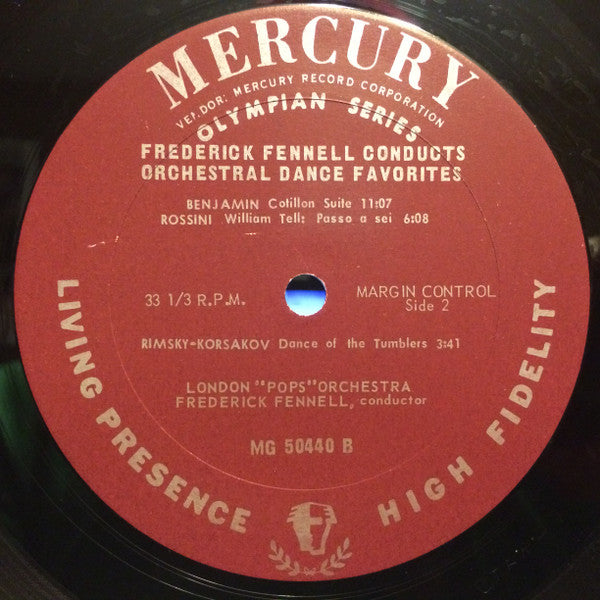 MERCURY
VENDOR: MERCURY RECORD CORPORATION
OLYMPIAN SERIES
FREDERICK FENNELL CONDUCTS
ORCHESTRAL DANCE FAVORITES
BENJAMIN Cotillon Suite 11:07
ROSSINI William Tell: Passo a sei 6:08
33 1/3 R.P.M.
MARGIN CONTROL
Side 2
RIMSKY-KORSAKOV Dance of the Tumblers 3:41
LONDON "POPS" ORCHESTRA
FREDERICK FENNELL, conductor
MG 50440 B
LIVING PRESENCE
HIGH FIDELITY